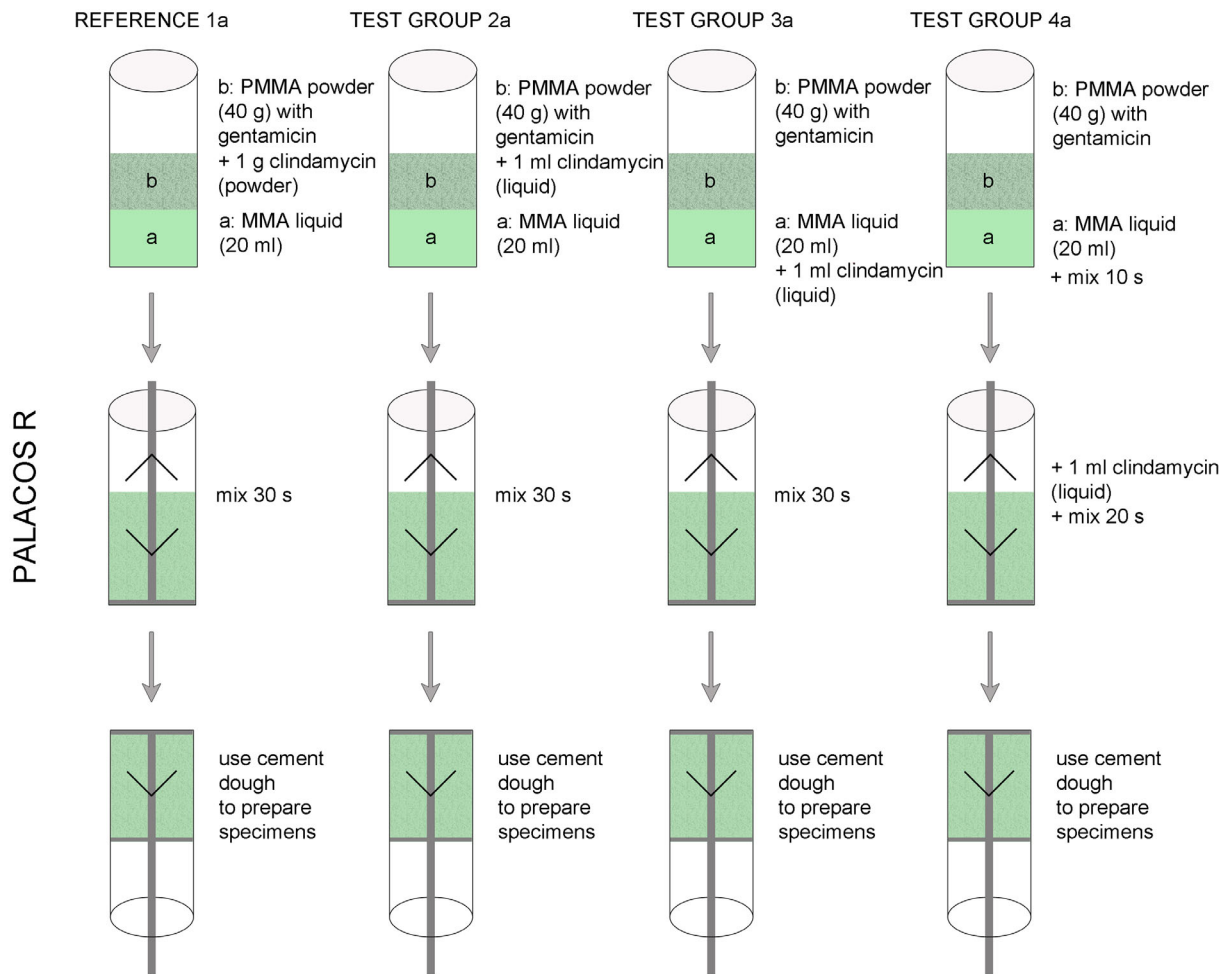 REFERENCE 1a
b: PMMA powder
(40 g) with
gentamicin
+ 1 g clindamycin
(powder)
a: MMA liquid
(20 ml)
b
a
TEST GROUP 2a
b: PMMA powder
(40 g) with
gentamicin
+ 1 ml clindamycin
(liquid)
a: MMA liquid
(20 ml)
b
a
TEST GROUP 3a
b: PMMA powder
(40 g) with
gentamicin
a: MMA liquid
(20 ml)
+ 1 ml clindamycin
(liquid)
b
a
TEST GROUP 4a
b: PMMA powder
(40 g) with
gentamicin
a: MMA liquid
(20 ml)
+ mix 10 s
b
a
PALACOS R
mix 30 s
mix 30 s
mix 30 s
+ 1 ml clindamycin
(liquid)
+ mix 20 s
use cement
dough
to prepare
specimens
use cement
dough
to prepare
specimens
use cement
dough
to prepare
specimens
use cement
dough
to prepare
specimens